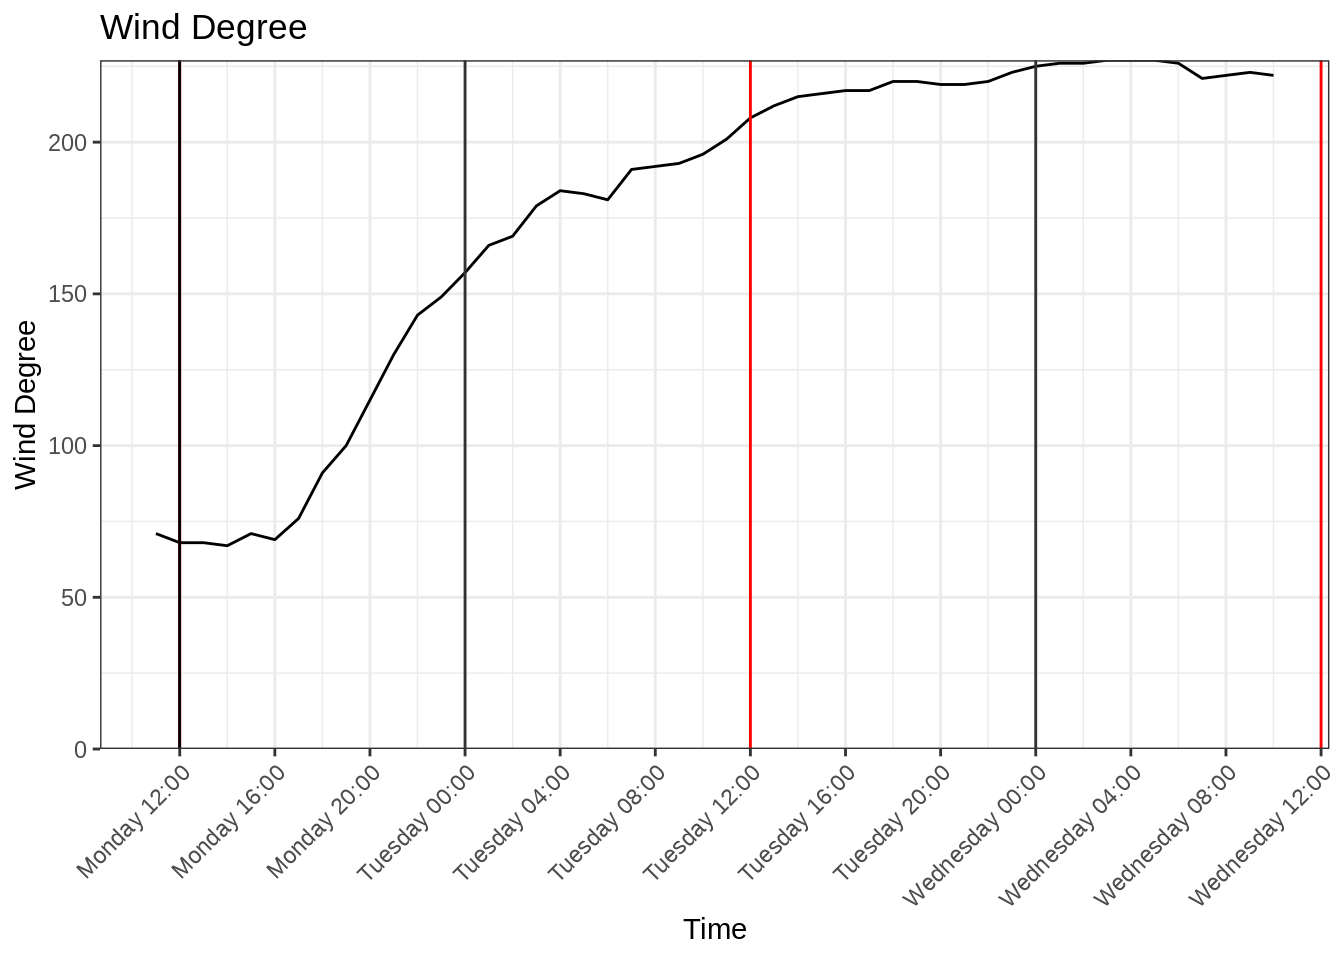 Wind Degree
Wind Degree
200
150
100
50
0
Monday 12:00
Monday 16:00
Monday 20:00
Tuesday 00:00
Tuesday 04:00
Tuesday 08:00
Tuesday 12:00
Tuesday 16:00
Tuesday 20:00
Wednesday 00:00
Wednesday 04:00
Wednesday 08:00
Wednesday 12:00
Time